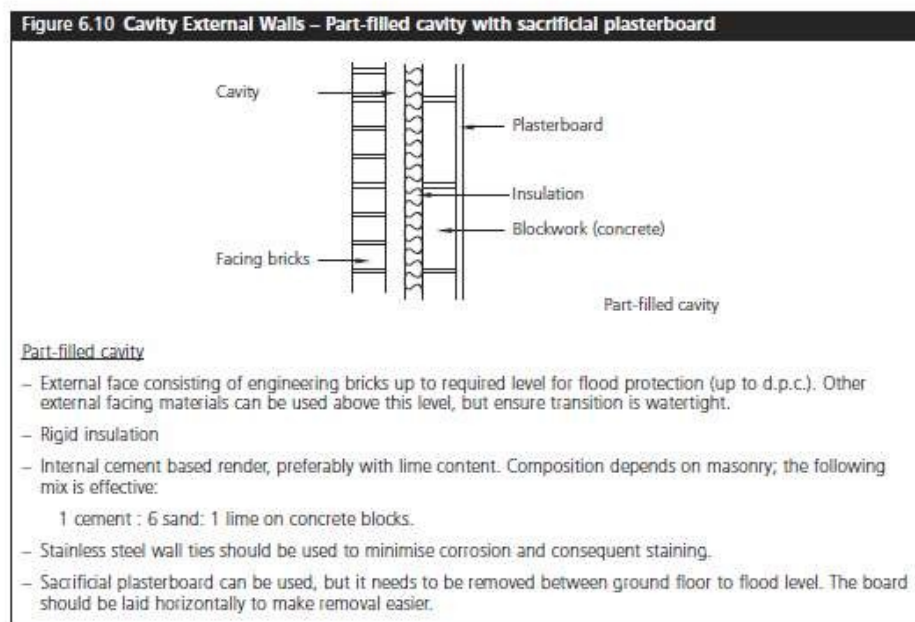 Figure 6.10 Cavity External Walls – Part-filled cavity with sacrificial plasterboard
Cavity
Plasterboard
Insulation
Blockwork (concrete)
Facing bricks
Part-filled cavity
Part-filled cavity
– External face consisting of engineering bricks up to required level for flood protection (up to d.p.c.). Other
external facing materials can be used above this level, but ensure transition is watertight.
– Rigid insulation
– Internal cement based render, preferably with lime content. Composition depends on masonry; the following
mix is effective:
1 cement : 6 sand: 1 lime on concrete blocks.
– Stainless steel wall ties should be used to minimise corrosion and consequent staining.
– Sacrificial plasterboard can be used, but it needs to be removed between ground floor to flood level. The board
should be laid horizontally to make removal easier.